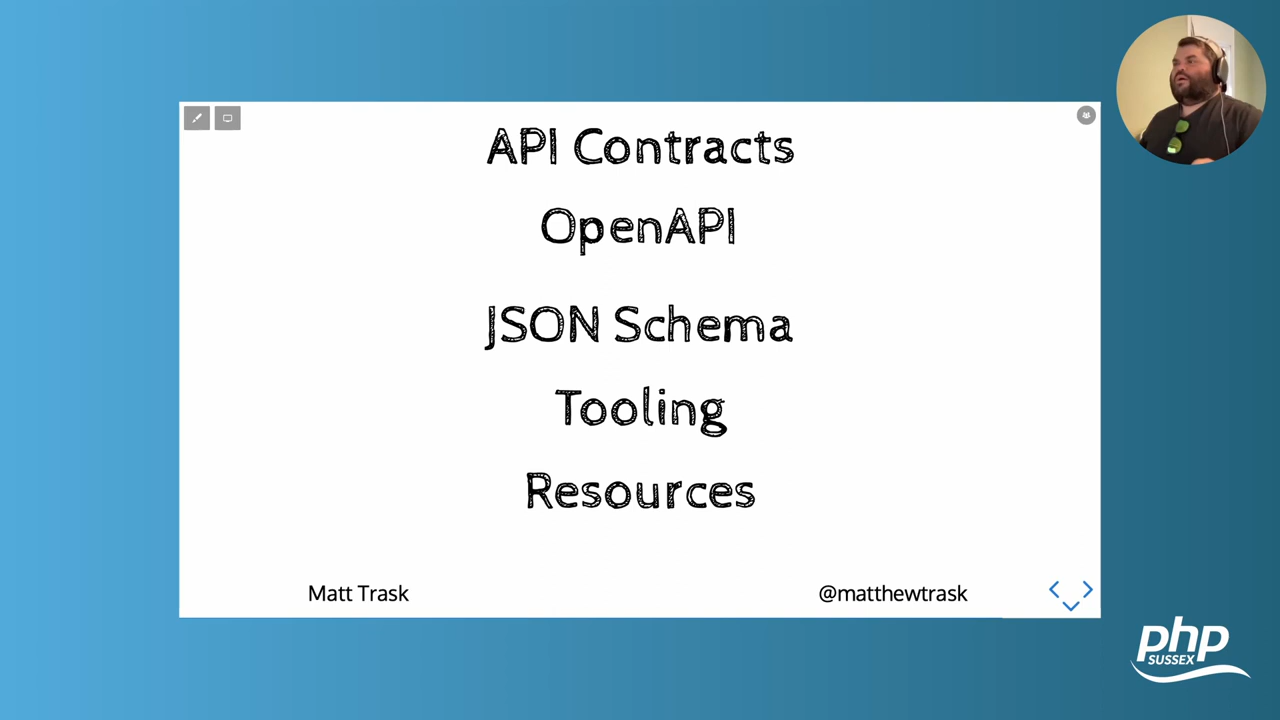 API Contracts
OpenAPI
JSON Schema
Tooling
Resources
Matt Trask
@matthewtrask
php
SUSSEX